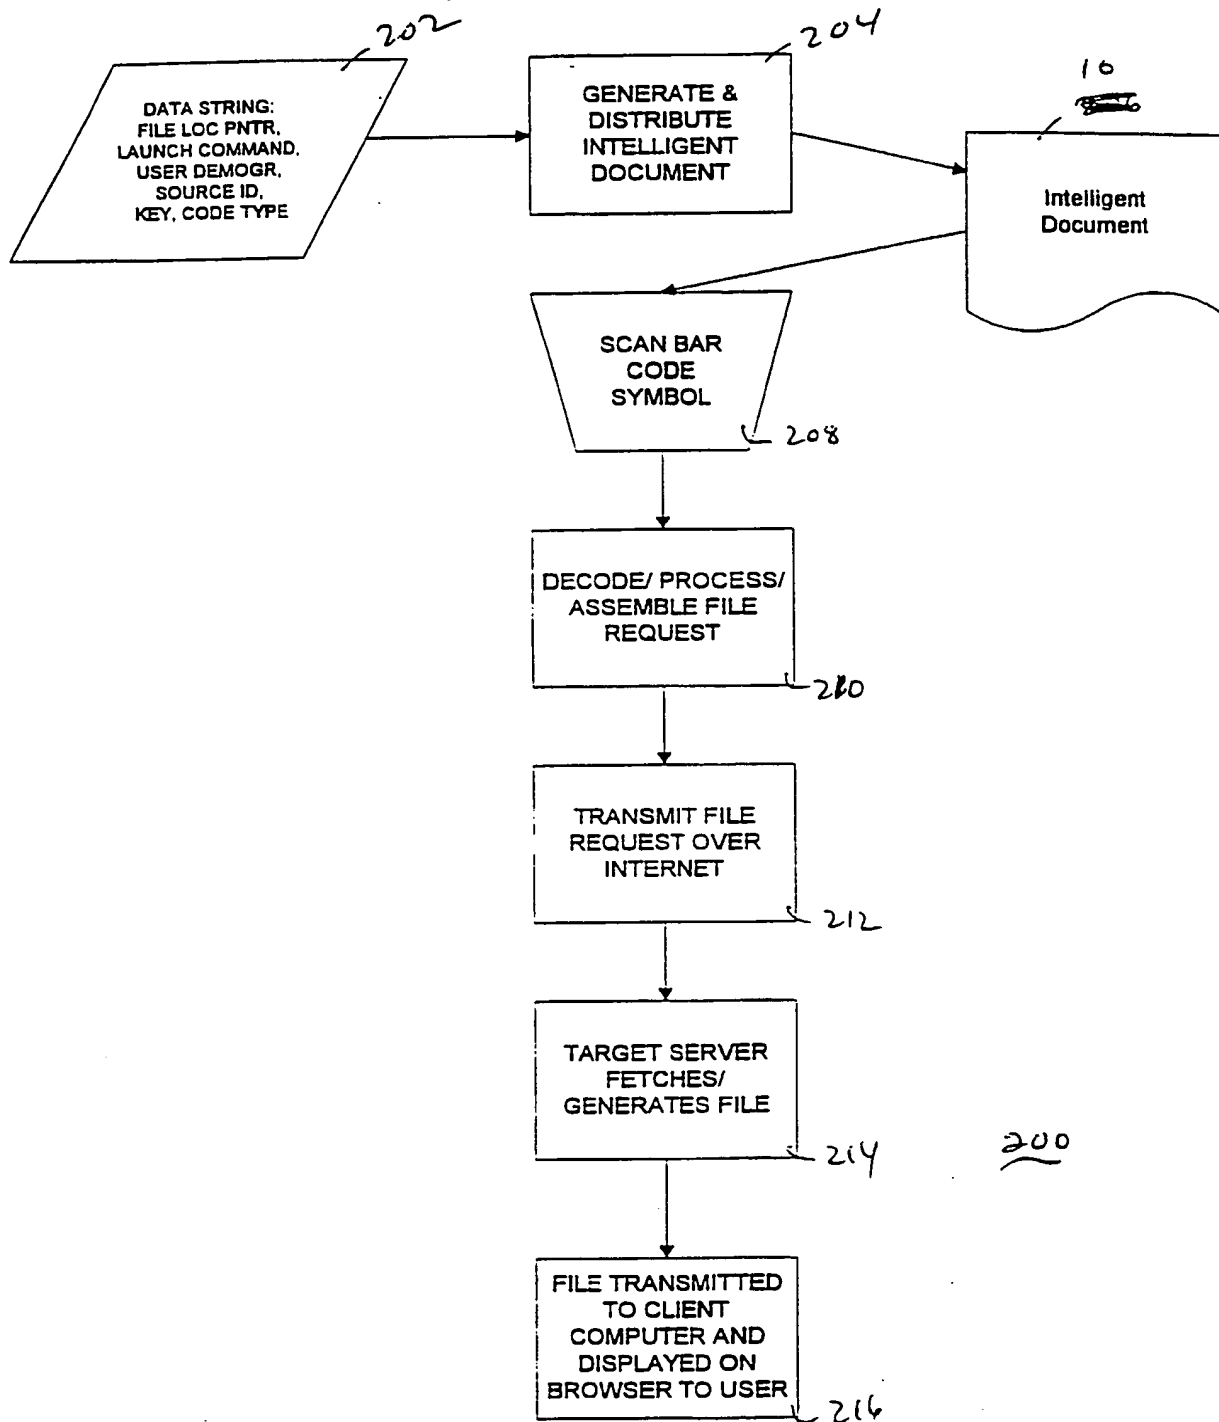 202
DATA STRING:
FILE LOC PNTR,
LAUNCH COMMAND,
USER DEMOGR,
SOURCE ID,
KEY, CODE TYPE
204
GENERATE &
DISTRIBUTE
INTELLIGENT
DOCUMENT
10
Intelligent
Document
SCAN BAR
CODE
SYMBOL
208
DECODE/ PROCESS/
ASSEMBLE FILE
REQUEST
210
TRANSMIT FILE
REQUEST OVER
INTERNET
212
TARGET SERVER
FETCHES/
GENERATES FILE
214
200
FILE TRANSMITTED
TO CLIENT
COMPUTER AND
DISPLAYED ON
BROWSER TO USER
216